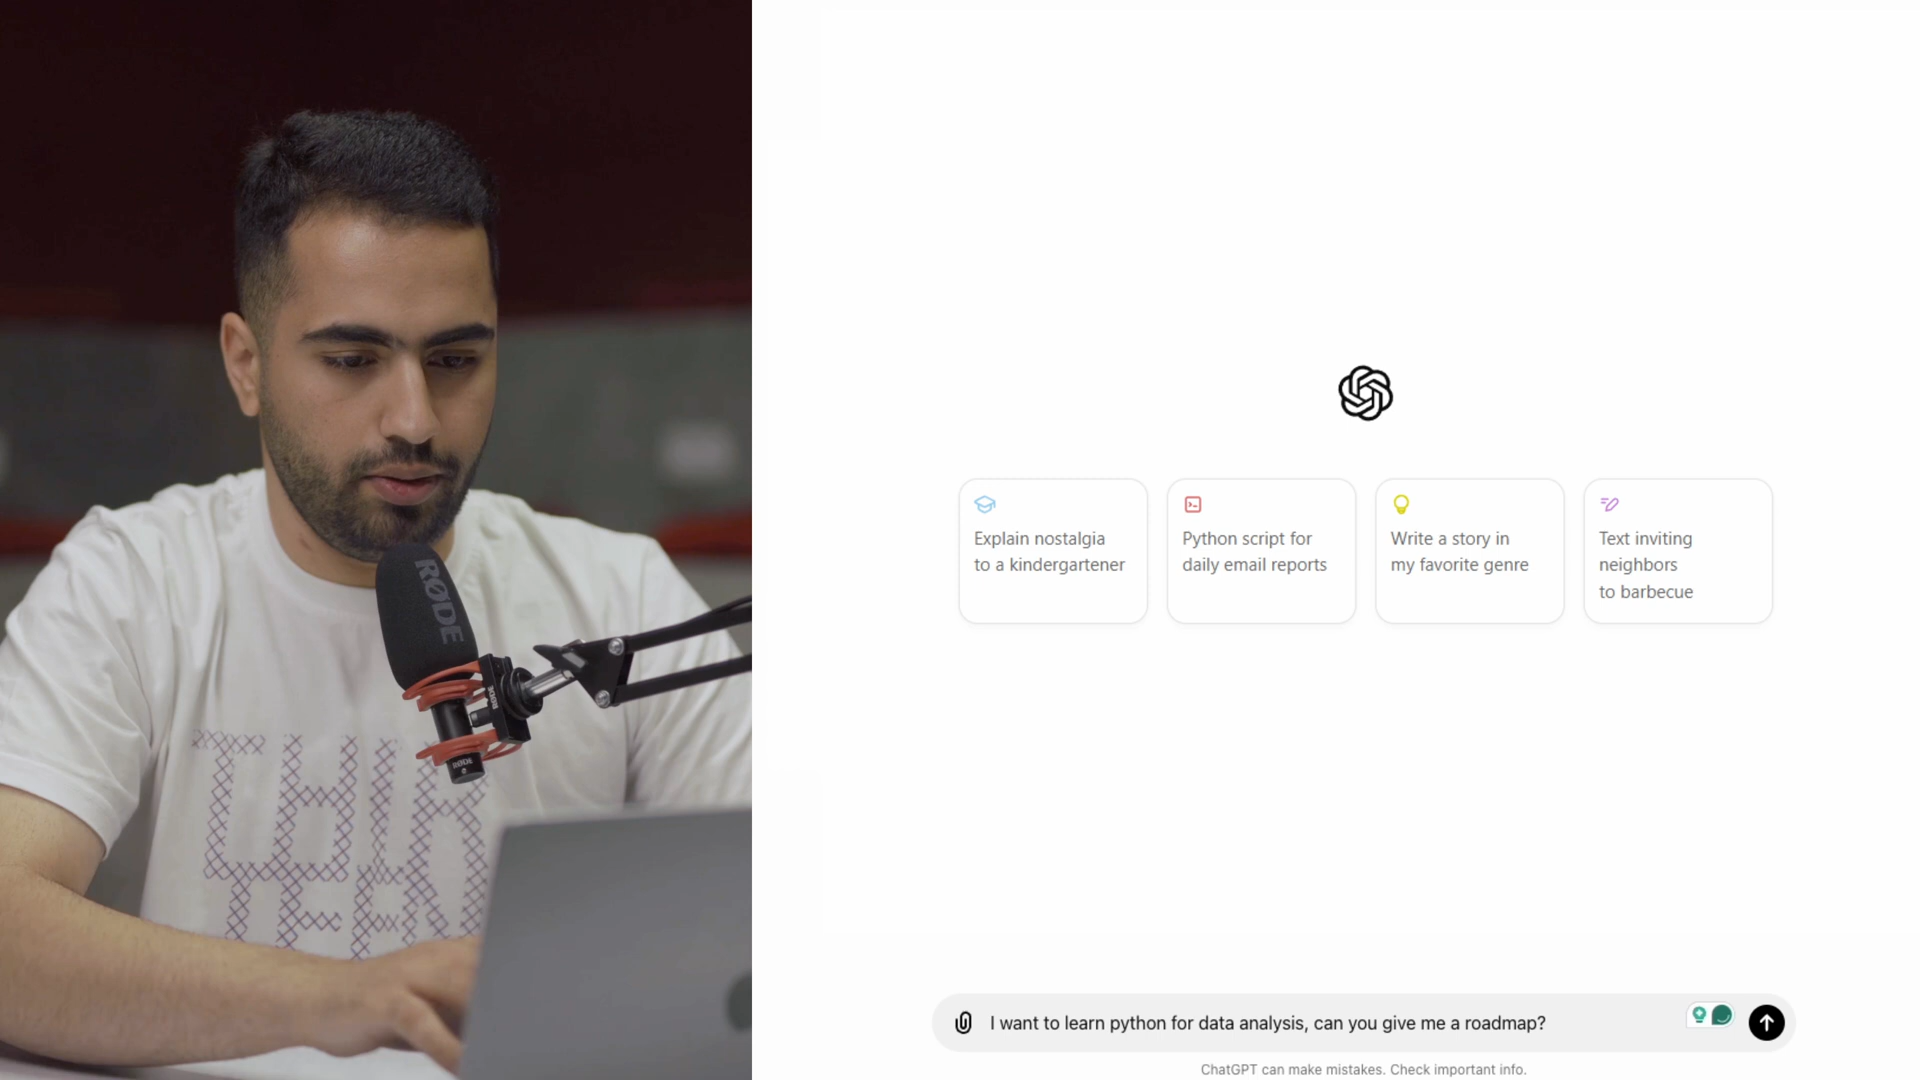 RØDE
RØDE
RØDE
Explain nostalgia
to a kindergartener
Python script for
daily email reports
Write a story in
my favorite genre
Text inviting
neighbors
to barbecue
I want to learn python for data analysis, can you give me a roadmap?
ChatGPT can make mistakes. Check important info.